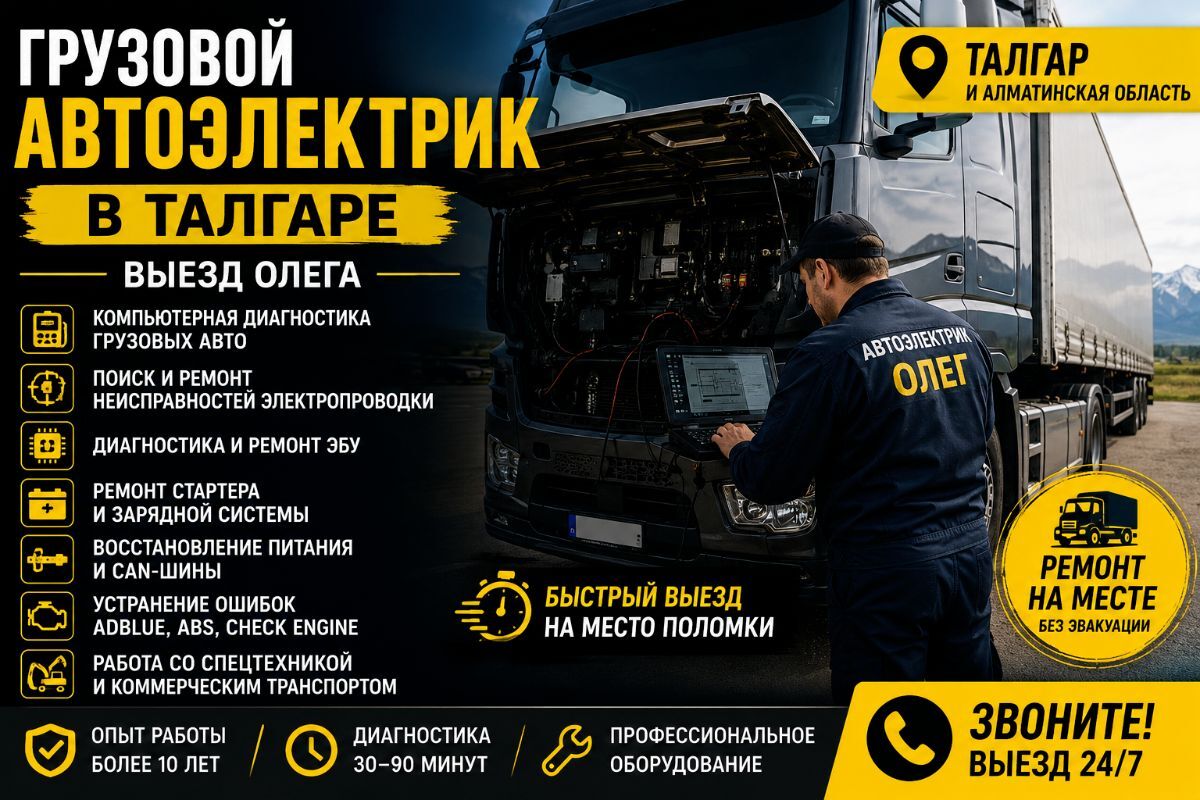 ГРУЗОВОЙ
АВТОЭЛЕКТРИК
В ТАЛГАРЕ
ВЫЕЗД ОЛЕГА
КОМПЬЮТЕРНАЯ ДИАГНОСТИКА
ГРУЗОВЫХ АВТО
ПОИСК И РЕМОНТ
НЕИСПРАВНОСТЕЙ ЭЛЕКТРОПРОВОДКИ
ДИАГНОСТИКА И РЕМОНТ ЭБУ
РЕМОНТ СТАРТЕРА
И ЗАРЯДНОЙ СИСТЕМЫ
ВОССТАНОВЛЕНИЕ ПИТАНИЯ
И CAN-ШИНЫ
УСТРАНЕНИЕ ОШИБОК
ADBLUE, ABS, CHECK ENGINE
РАБОТА СО СПЕЦТЕХНИКОЙ
И КОММЕРЧЕСКИМ ТРАНСПОРТОМ
ТАЛГАР
И АЛМАТИНСКАЯ ОБЛАСТЬ
АВТОЭЛЕКТРИК
ОЛЕГ
БЫСТРЫЙ ВЫЕЗД
НА МЕСТО ПОЛОМКИ
РЕМОНТ
НА МЕСТЕ
БЕЗ ЭВАКУАЦИИ
ОПЫТ РАБОТЫ
БОЛЕЕ 10 ЛЕТ
ДИАГНОСТИКА
30–90 МИНУТ
ПРОФЕССИОНАЛЬНОЕ
ОБОРУДОВАНИЕ
ЗВОНИТЕ!
ВЫЕЗД 24/7